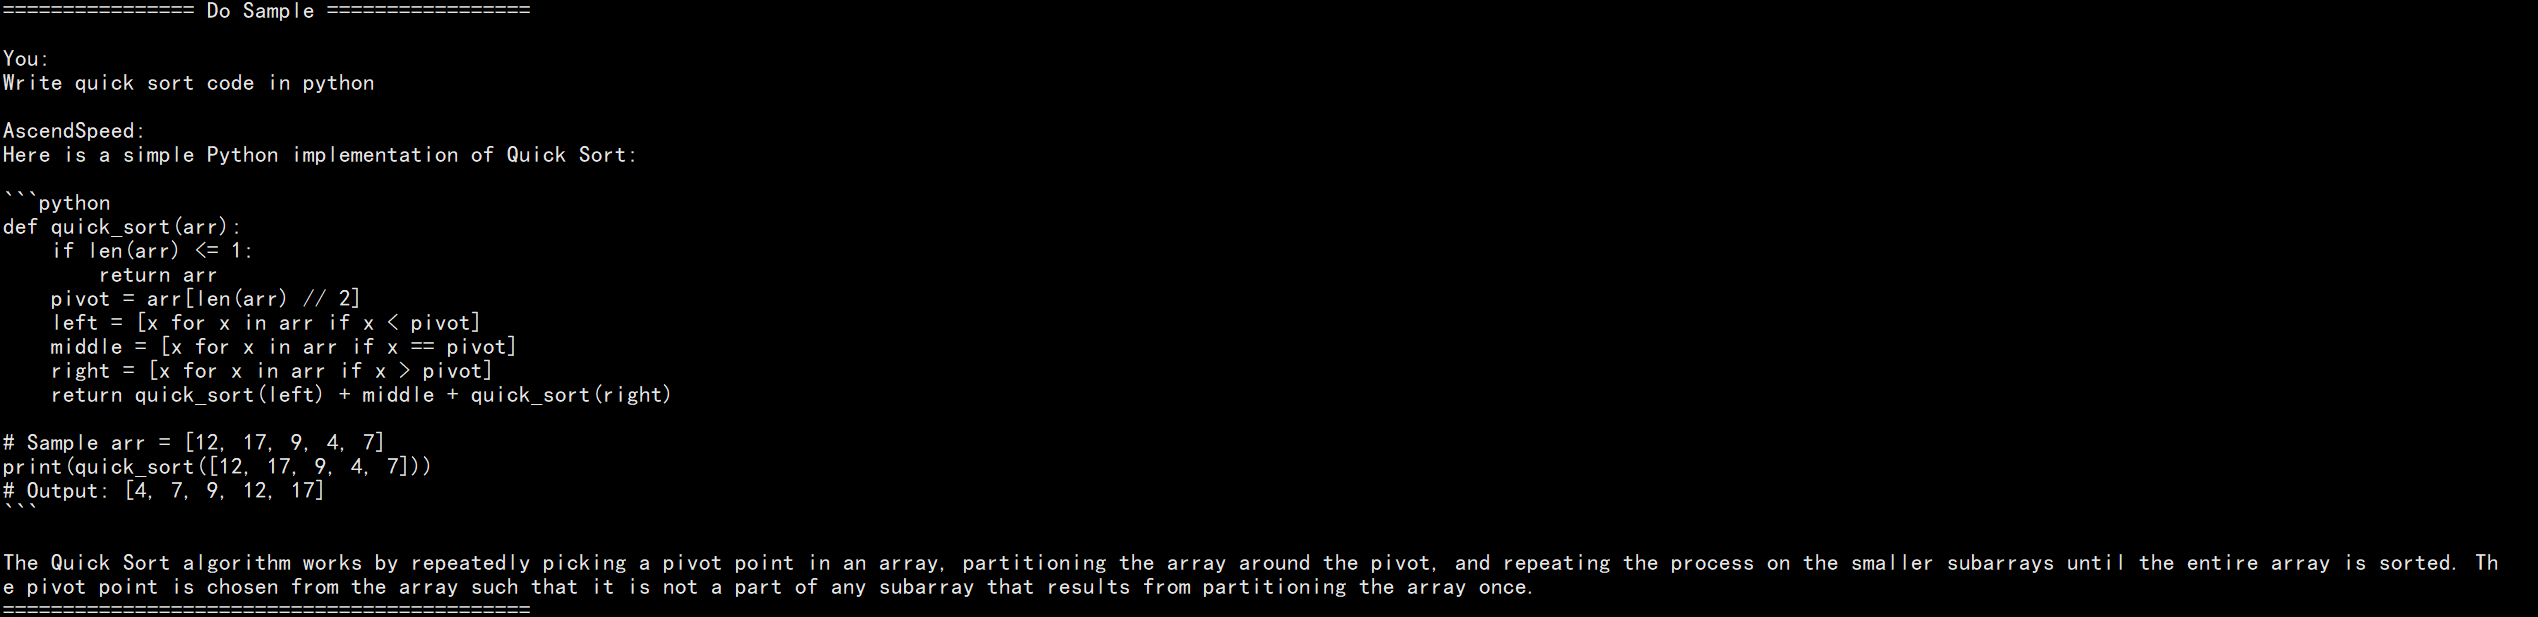 ================ Do Sample =================
You:
Write quick sort code in python
AscendSpeed:
Here is a simple Python implementation of Quick Sort:
```python
def quick_sort(arr):
    if len(arr) <= 1:
        return arr
    pivot = arr[len(arr) // 2]
    left = [x for x in arr if x < pivot]
    middle = [x for x in arr if x == pivot]
    right = [x for x in arr if x > pivot]
    return quick_sort(left) + middle + quick_sort(right)
# Sample arr = [12, 17, 9, 4, 7]
print(quick_sort([12, 17, 9, 4, 7]))
# Output: [4, 7, 9, 12, 17]
```
The Quick Sort algorithm works by repeatedly picking a pivot point in an array, partitioning the array around the pivot, and repeating the process on the smaller subarrays until the entire array is sorted. Th
e pivot point is chosen from the array such that it is not a part of any subarray that results from partitioning the array once.
============================================